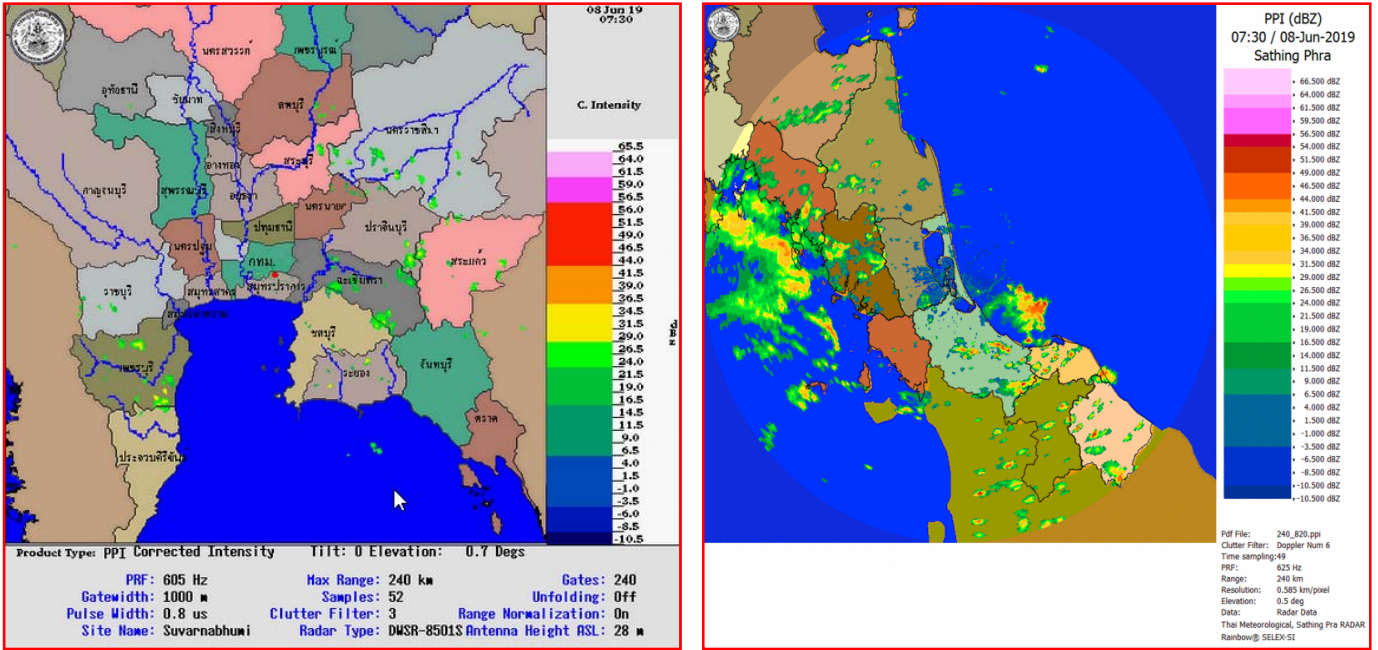 08 Jun 19
07:30
C. Intensity
65.5
64.0
61.5
59.0
56.5
56.0
51.5
49.0
46.5
44.0
41.5
39.0
36.5
34.5
31.5
29.0
26.5
24.0
21.5
19.0
16.5
14.5
11.5
9.0
6.5
4.0
1.5
-1.0
-3.5
-6.0
-8.5
-10.5
นครสวรรค์
เพชรบูรณ์
อุทัยธานี
ชัยนาท
ลพบุรี
สิงห์บุรี
นครราชสีมา
อ่างทอง
สระบุรี
กาญจนบุรี
สุพรรณบุรี
อยุธยา
นครนายก
ปทุมธานี
ปราจีนบุรี
นครปฐม
กทม.
สระแก้ว
ฉะเชิงเทรา
ราชบุรี
สมุทรสาคร
สมุทรปราการ
สมุทรสงคราม
ชลบุรี
เพชรบุรี
ระยอง
จันทบุรี
ตราด
ประจวบคีรีขันธ์
Product Type: PPI Corrected Intensity Tilt: 0 Elevation: 0.7 Degs
PRF: 605 Hz Max Range: 240 km Gates: 240
Gatewidth: 1000 m Samples: 52 Unfolding: Off
Pulse Width: 0.8 us Clutter Filter: 3 Range Normalization: On
Site Name: Suvarnabhumi Radar Type: DWSR-8501S Antenna Height ASL: 28 m
PPI (dBZ)
07:30 / 08-Jun-2019
Sathing Phra
66.500 dBZ
64.000 dBZ
61.500 dBZ
59.500 dBZ
56.500 dBZ
54.000 dBZ
51.500 dBZ
49.000 dBZ
46.500 dBZ
44.000 dBZ
41.500 dBZ
39.000 dBZ
36.500 dBZ
34.000 dBZ
31.500 dBZ
29.000 dBZ
26.500 dBZ
24.000 dBZ
21.500 dBZ
19.000 dBZ
16.500 dBZ
14.000 dBZ
11.500 dBZ
9.000 dBZ
6.500 dBZ
4.000 dBZ
1.500 dBZ
-1.000 dBZ
-3.500 dBZ
-6.500 dBZ
-8.500 dBZ
-10.500 dBZ
-10.500 dBZ
Pdf File: 240_820.ppi
Clutter Filter: Doppler Num 6
Time sampling:49
PRF: 625 Hz
Range: 240 km
Resolution: 0.585 km/pixel
Elevation: 0.5 deg
Data: Radar Data
Thai Meteorological, Sathing Pra RADAR
Rainbow® SELEX-SI